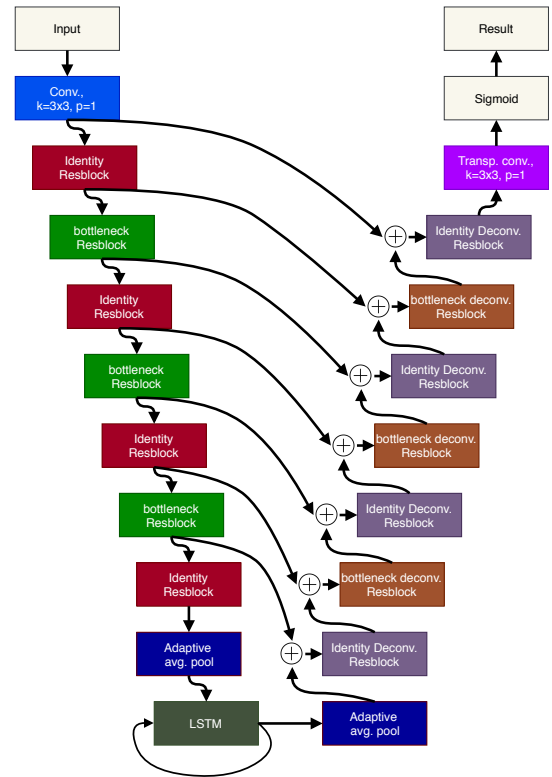 Input
Conv.,
k=3x3, p=1
Identity
Resblock
bottleneck
Resblock
Identity
Resblock
bottleneck
Resblock
Identity
Resblock
bottleneck
Resblock
Identity
Resblock
Adaptive
avg. pool
LSTM
Adaptive
avg. pool
Identity Deconv.
Resblock
bottleneck deconv.
Resblock
Identity Deconv.
Resblock
bottleneck deconv.
Resblock
Identity Deconv.
Resblock
bottleneck deconv.
Resblock
Identity Deconv.
Resblock
Transp. conv.,
k=3x3, p=1
Sigmoid
Result